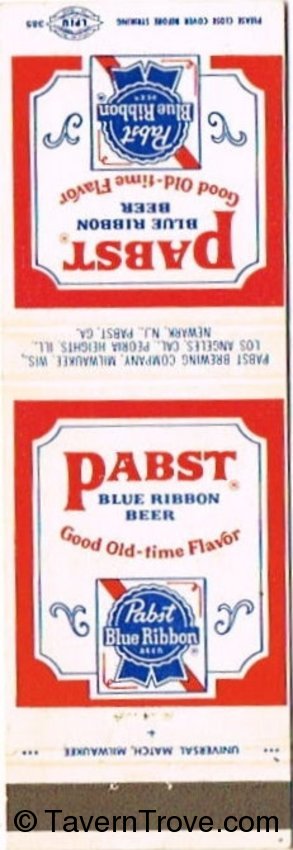 PLEASE CLOSE COVER BEFORE STRIKING
LPIU
-385
PABST®
BLUE RIBBON
BEER
Good Old-time Flavor
Pabst
Blue Ribbon®
BEER
PABST BREWING COMPANY, MILWAUKEE, WIS.,
LOS ANGELES, CAL., PEORIA HEIGHTS, ILL.,
NEWARK, N.J., PABST, GA.
PABST®
BLUE RIBBON
BEER
Good Old-time Flavor
Pabst
Blue Ribbon®
BEER
UNIVERSAL MATCH, MILWAUKEE
© TavernTrove.com